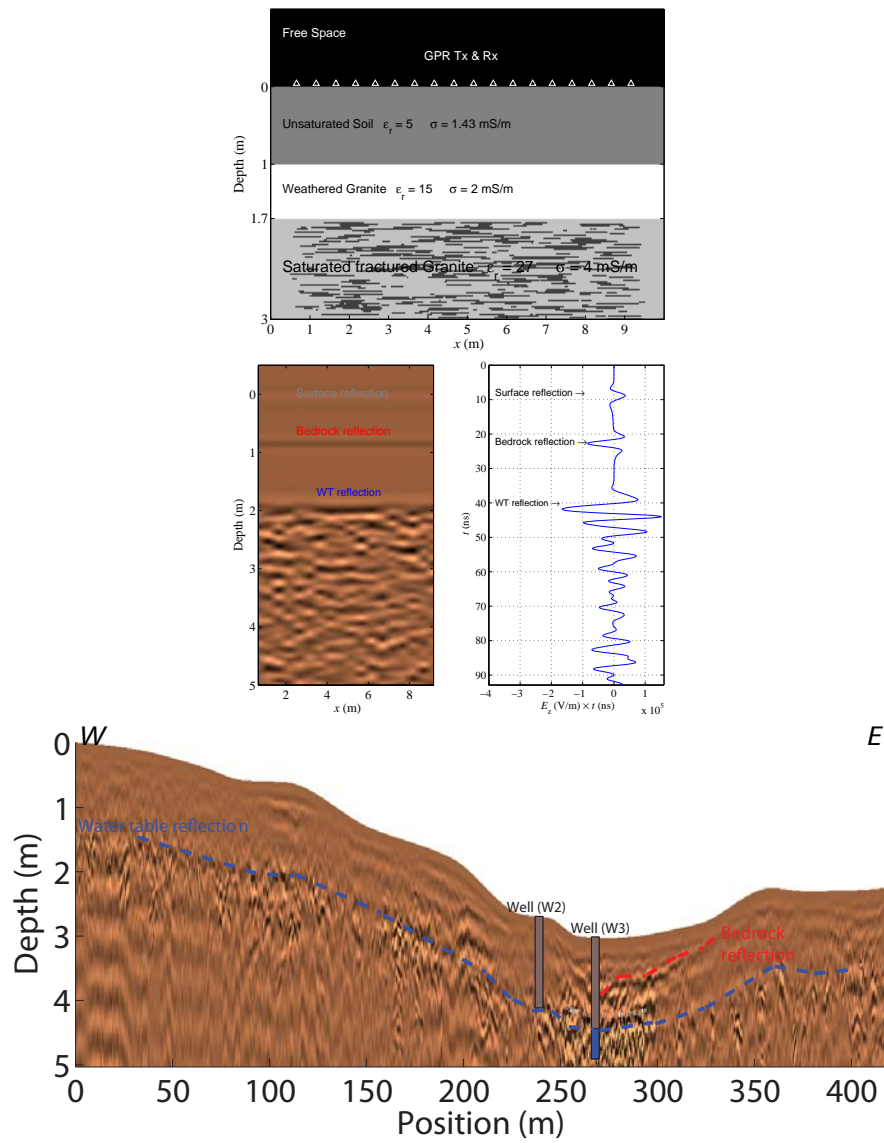 Free Space
GPR Tx & Rx
0
Unsaturated Soil ε_r = 5 σ = 1.43 mS/m
Depth (m)
1
Weathered Granite ε_r = 15 σ = 2 mS/m
1.7
Saturated fractured Granite ε_r = 27 σ = 4 mS/m
3
0 1 2 3 4 5 6 7 8 9
x (m)
0
Surface reflection
Bedrock reflection
1
WT reflection
2
Depth (m)
3
4
5
2 4 6 8
x (m)
0
Surface reflection →
10
Bedrock reflection →
20
30
WT reflection →
40
t (ns)
50
60
70
80
90
−4 −3 −2 −1 0 1
E_z (V/m) × t (ns)
x 10^5
W
E
0
1
Water table reflection
2
Well (W2)
Well (W3)
Depth (m)
3
Bedrock
reflection
4
5
0 50 100 150 200 250 300 350 400
Position (m)